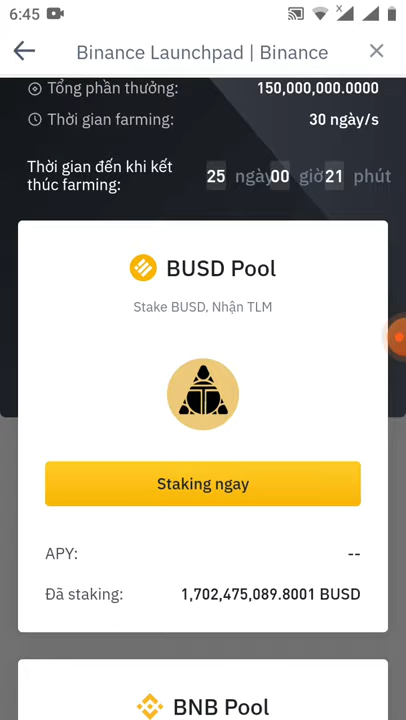 6:45
Binance Launchpad | Binance
Tổng phần thưởng: 150,000,000.0000
Thời gian farming: 30 ngày/s
Thời gian đến khi kết
thúc farming:
25 ngày 00 giờ 21 phút
BUSD Pool
Stake BUSD, Nhận TLM
Staking ngay
APY: --
Đã staking: 1,702,475,089.8001 BUSD
BNB Pool